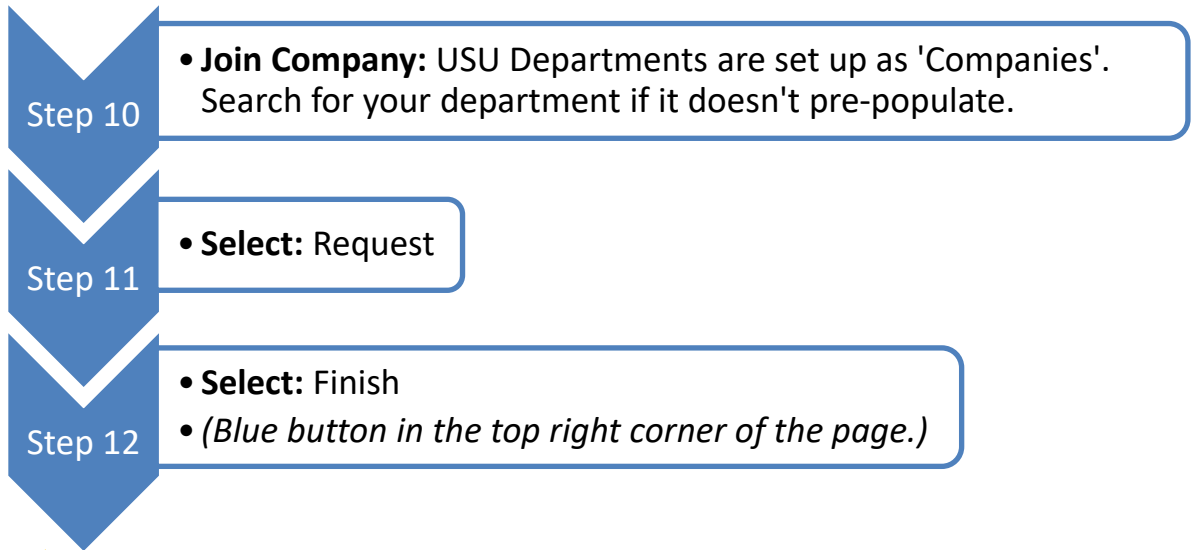 Step 10
• Join Company: USU Departments are set up as 'Companies'.
Search for your department if it doesn't pre-populate.
Step 11
• Select: Request
Step 12
• Select: Finish
• (Blue button in the top right corner of the page.)